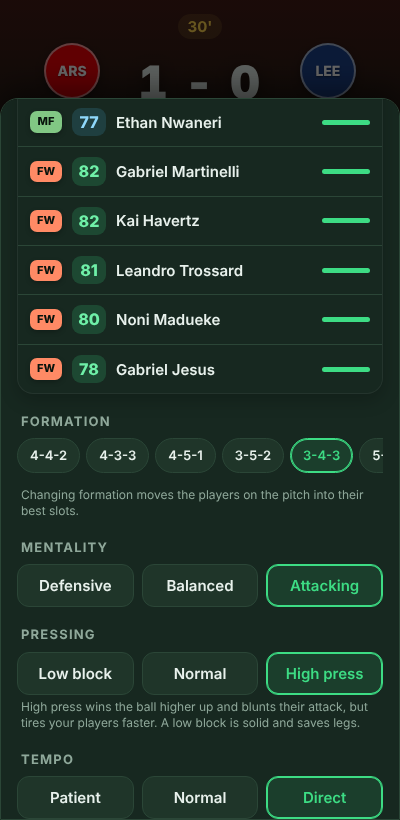 30'
ARS
1 - 0
LEE
MF 77 Ethan Nwaneri
FW 82 Gabriel Martinelli
FW 82 Kai Havertz
FW 81 Leandro Trossard
FW 80 Noni Madueke
FW 78 Gabriel Jesus
FORMATION
4-4-2 4-3-3 4-5-1 3-5-2 3-4-3 5-
Changing formation moves the players on the pitch into their
best slots.
MENTALITY
Defensive Balanced Attacking
PRESSING
Low block Normal High press
High press wins the ball higher up and blunts their attack, but
tires your players faster. A low block is solid and saves legs.
TEMPO
Patient Normal Direct